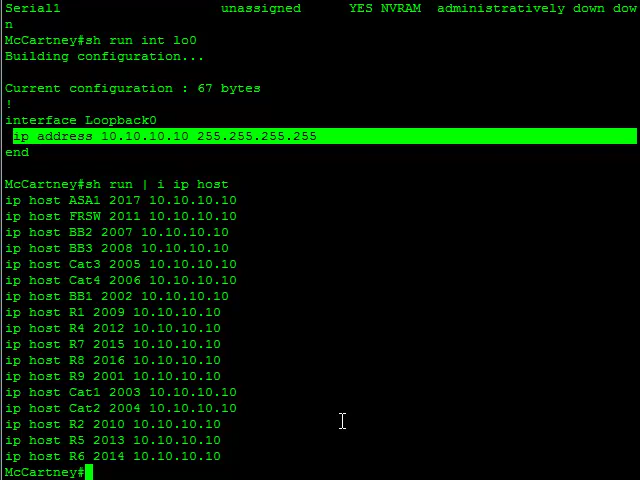 Serial1 unassigned YES NVRAM administratively down dow
n
McCartney#sh run int lo0
Building configuration...
Current configuration : 67 bytes
!
interface Loopback0
ip address 10.10.10.10 255.255.255.255
end
McCartney#sh run | i ip host
ip host ASA1 2017 10.10.10.10
ip host FRSW 2011 10.10.10.10
ip host BB2 2007 10.10.10.10
ip host BB3 2008 10.10.10.10
ip host Cat3 2005 10.10.10.10
ip host Cat4 2006 10.10.10.10
ip host BB1 2002 10.10.10.10
ip host R1 2009 10.10.10.10
ip host R4 2012 10.10.10.10
ip host R7 2015 10.10.10.10
ip host R8 2016 10.10.10.10
ip host R9 2001 10.10.10.10
ip host Cat1 2003 10.10.10.10
ip host Cat2 2004 10.10.10.10
ip host R2 2010 10.10.10.10
ip host R5 2013 10.10.10.10
ip host R6 2014 10.10.10.10
McCartney#